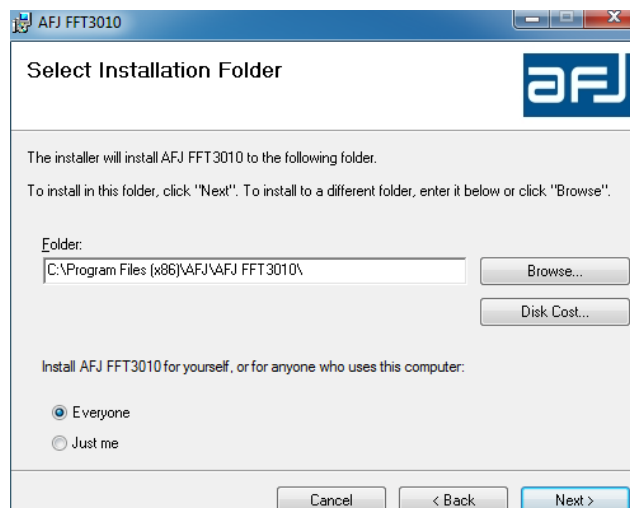 AFJ FFT3010
Select Installation Folder
aFJ
The installer will install AFJ FFT3010 to the following folder.
To install in this folder, click "Next". To install to a different folder, enter it below or click "Browse".
Folder:
C:\Program Files (x86)\AFJ\AFJ FFT3010\
Browse...
Disk Cost...
Install AFJ FFT3010 for yourself, or for anyone who uses this computer:
Everyone
Just me
Cancel
< Back
Next >